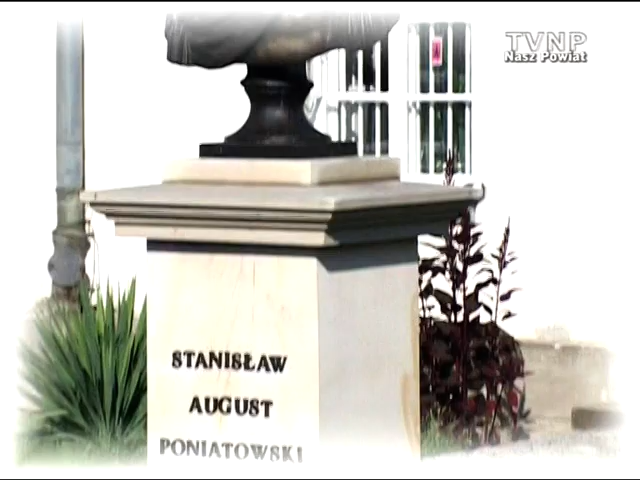 TVNP
Nasz Powiat
STANISŁAW
AUGUST
PONIATOWSKI